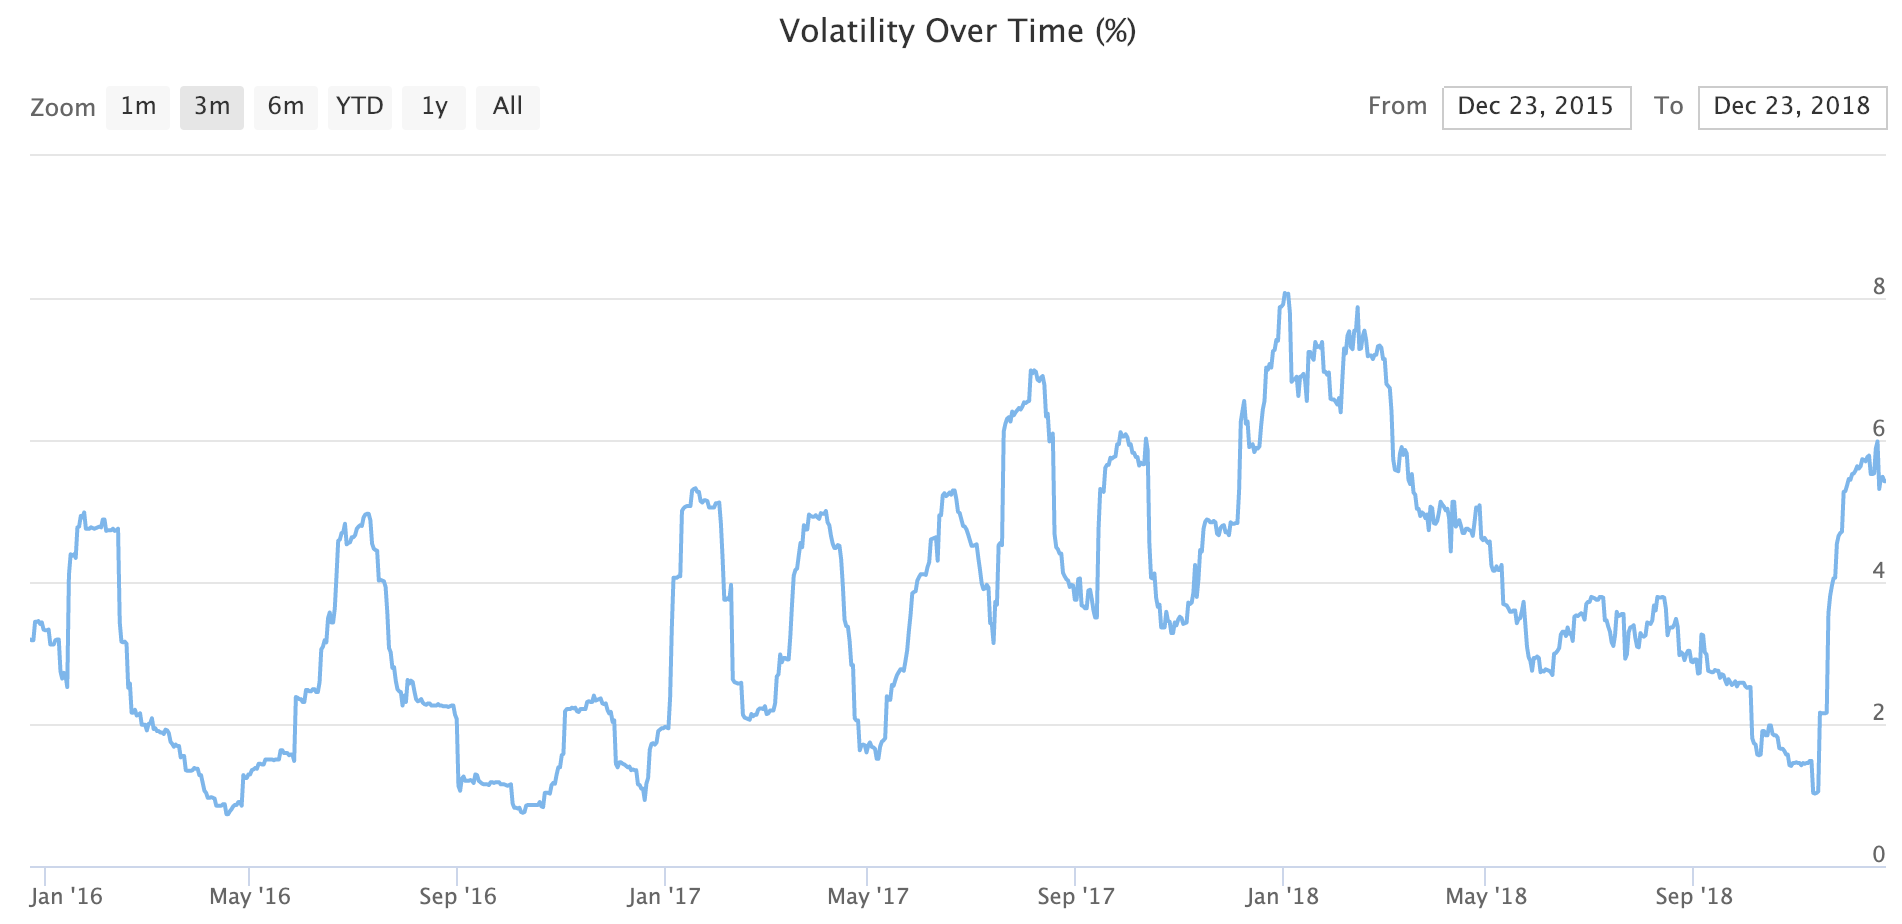 Volatility Over Time (%)
Zoom 1m 3m 6m YTD 1y All From Dec 23, 2015 To Dec 23, 2018
8
6
4
2
0
Jan '16 May '16 Sep '16 Jan '17 May '17 Sep '17 Jan '18 May '18 Sep '18